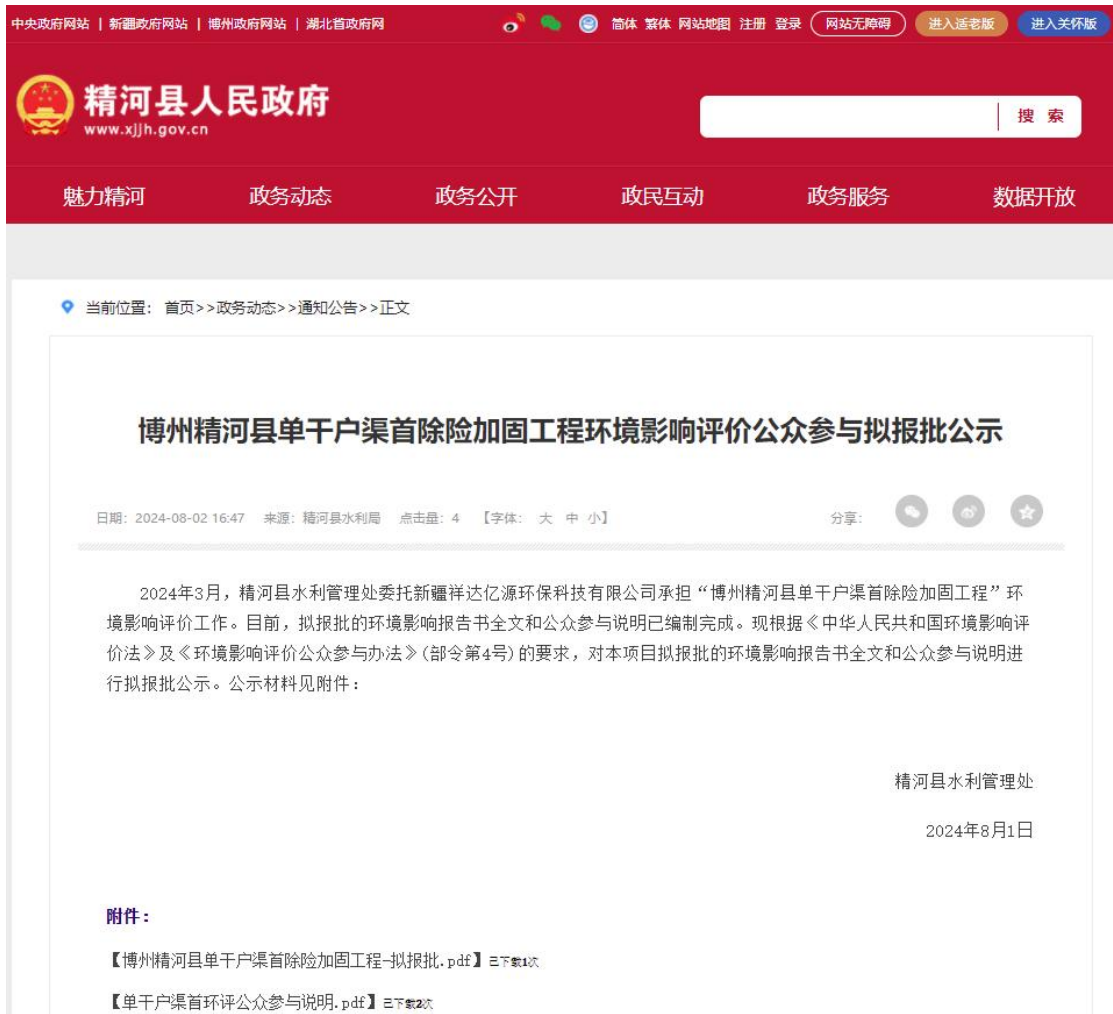 中央政府网站 | 新疆政府网站 | 博州政府网站 | 湖北省政府网
简体 繁体 网站地图 注册 登录 网站无障碍 进入适老版 进入关怀版
精河县人民政府
www.xjjh.gov.cn
搜 索
魅力精河 政务动态 政务公开 政民互动 政务服务 数据开放
当前位置： 首页>>政务动态>>通知公告>>正文
博州精河县单干户渠首除险加固工程环境影响评价公众参与拟报批公示
日期：2024-08-02 16:47 来源：精河县水利局 点击量：4 【字体： 大 中 小】 分享：
2024年3月，精河县水利管理处委托新疆祥达亿源环保科技有限公司承担“博州精河县单干户渠首除险加固工程”环
境影响评价工作。目前，拟报批的环境影响报告书全文和公众参与说明已编制完成。现根据《中华人民共和国环境影响评
价法》及《环境影响评价公众参与办法》(部令第4号)的要求，对本项目拟报批的环境影响报告书全文和公众参与说明进
行拟报批公示。公示材料见附件：
精河县水利管理处
2024年8月1日
附件：
【博州精河县单干户渠首除险加固工程-拟报批.pdf】已下载1次
【单干户渠首环评公众参与说明.pdf】已下载2次